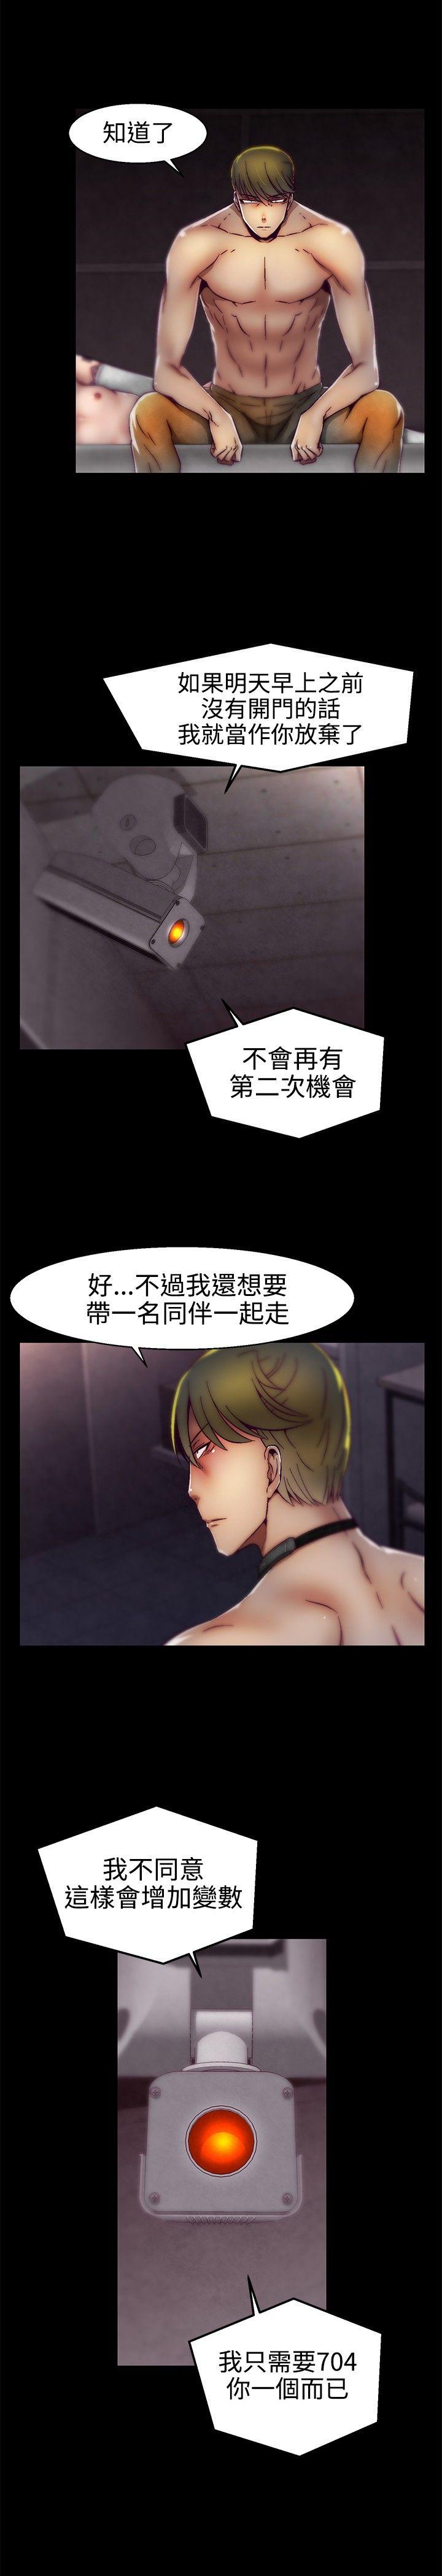 知道了
如果明天早上之前
沒有開門的話
我就當作你放棄了
不會再有
第二次機會
好...不過我還想要
帶一名同伴一起走
我不同意
這樣會增加變數
我只需要704
你一個而已